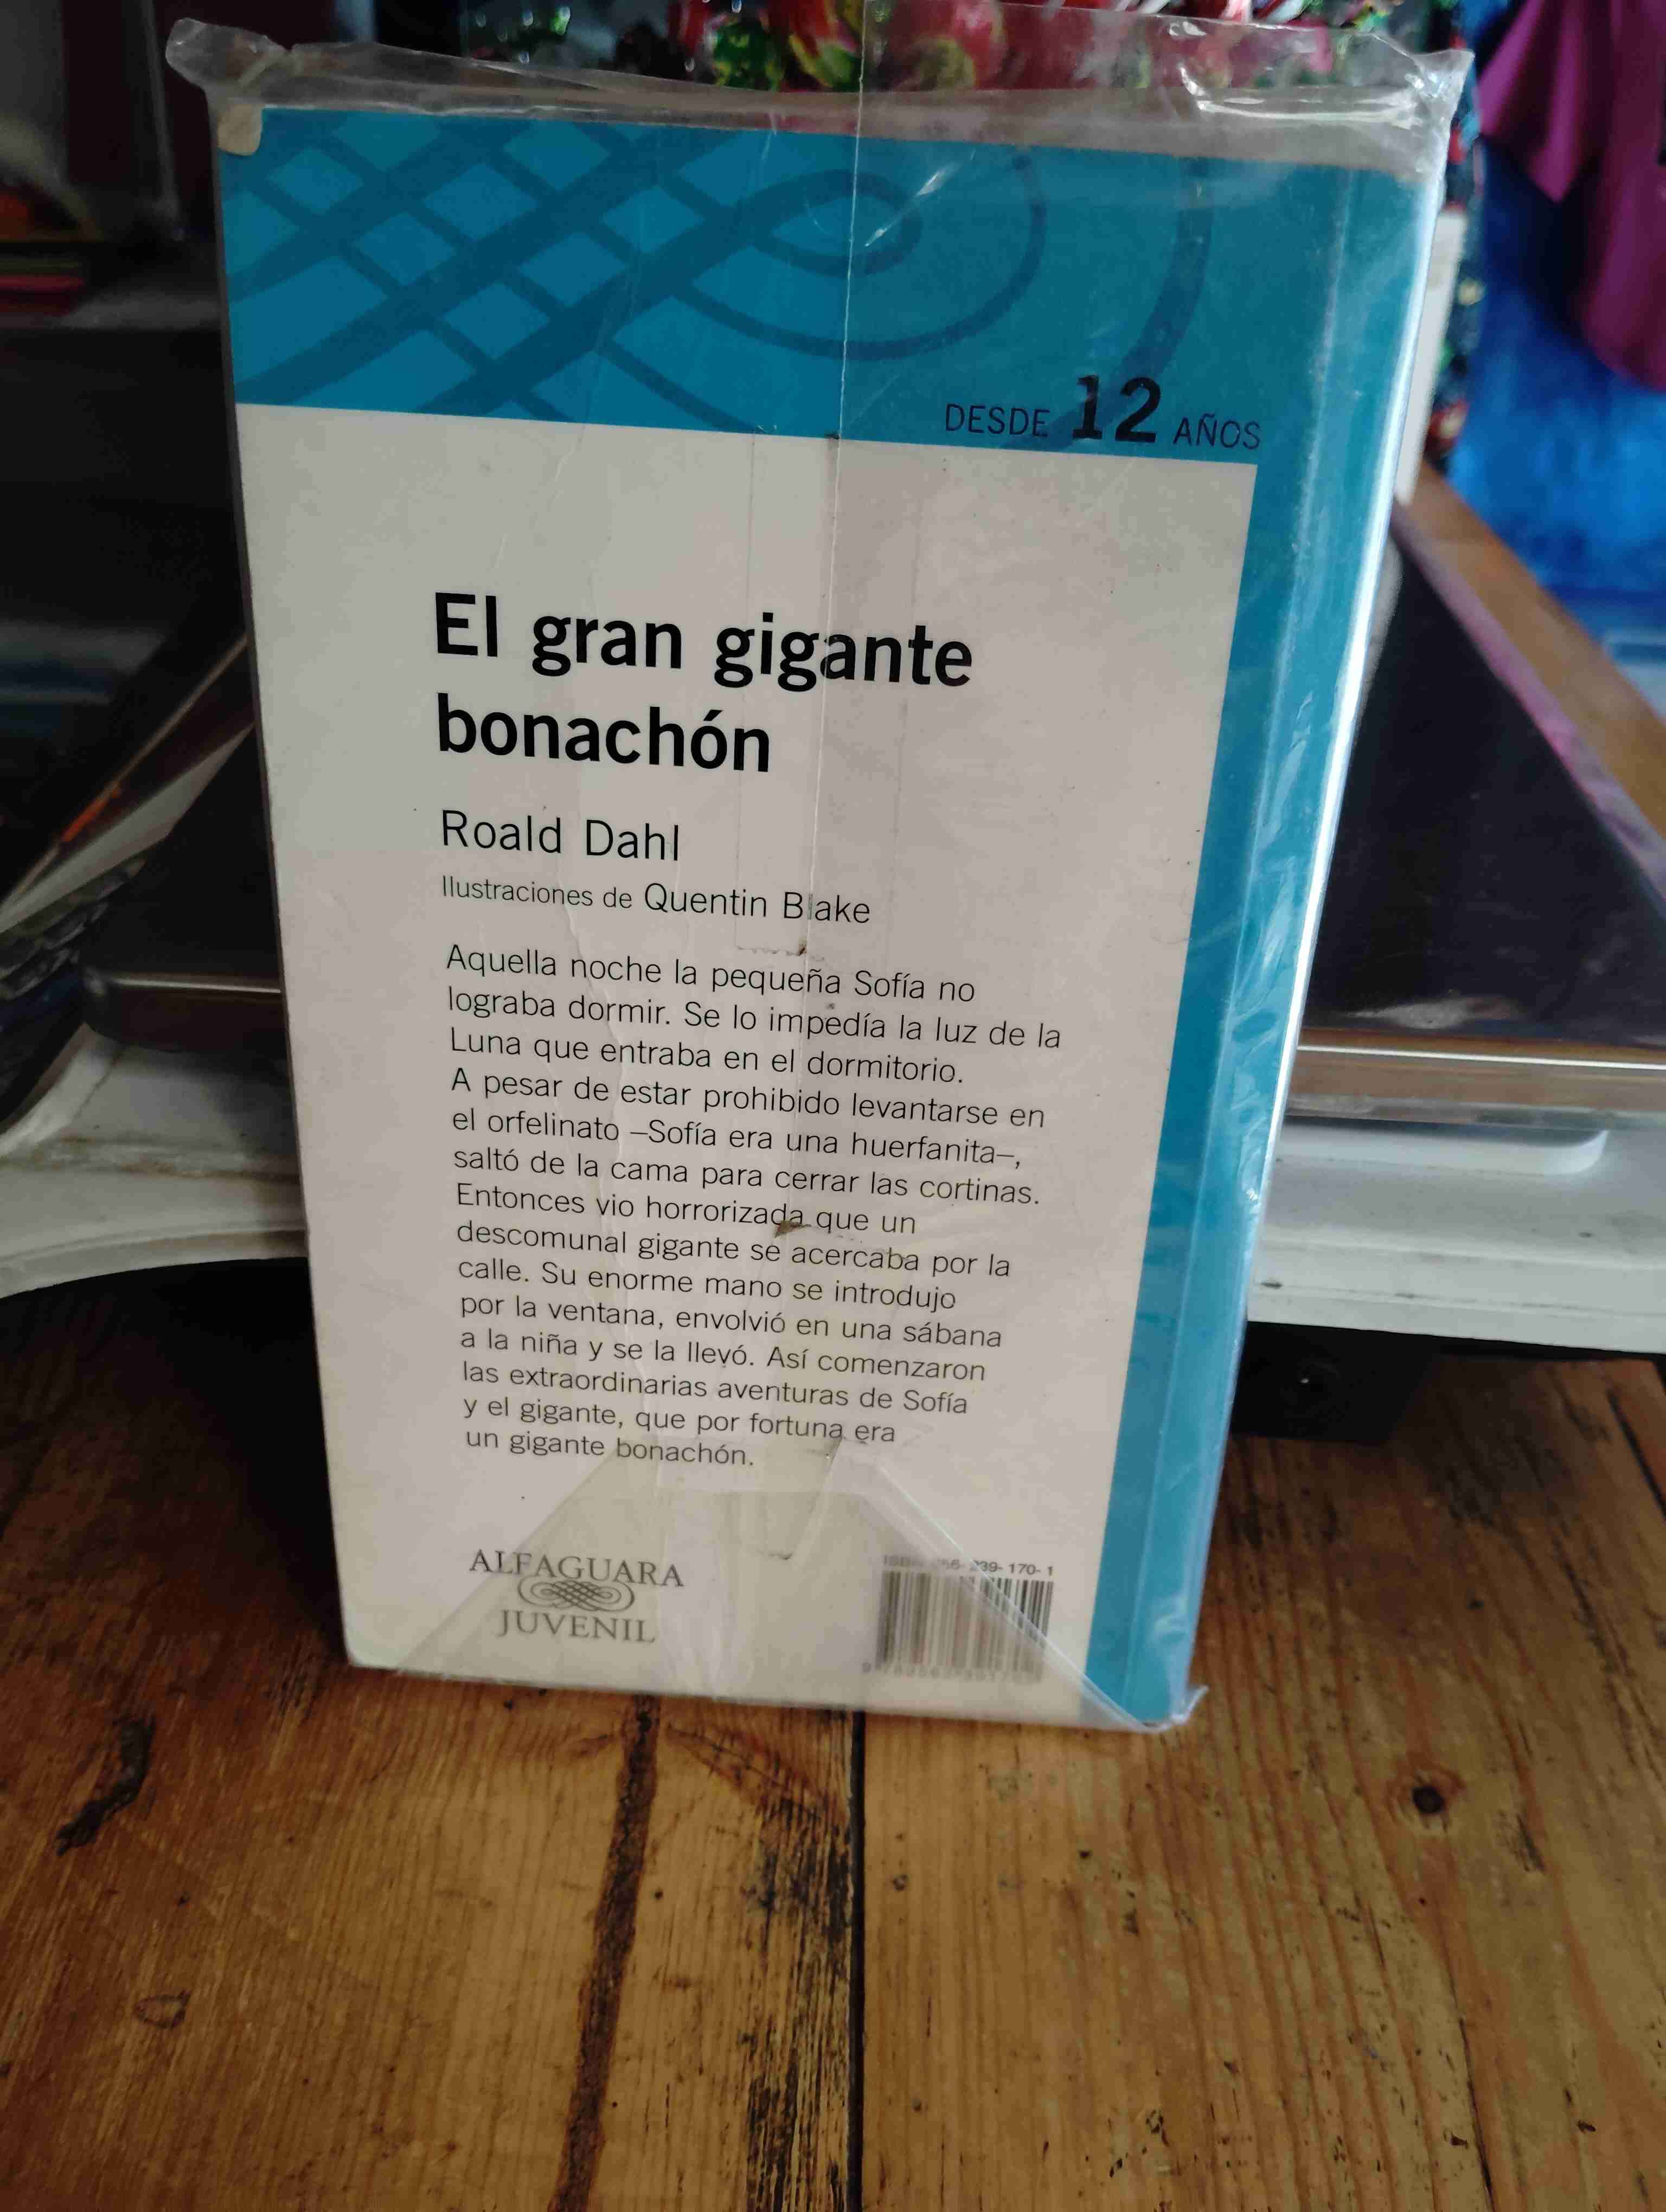 DESDE 12 AÑOS
El gran gigante
bonachón
Roald Dahl
Ilustraciones de Quentin Blake
Aquella noche la pequeña Sofía no
lograba dormir. Se lo impedía la luz de la
Luna que entraba en el dormitorio.
A pesar de estar prohibido levantarse en
el orfelinato –Sofía era una huerfanita–,
saltó de la cama para cerrar las cortinas.
Entonces vio horrorizada que un
descomunal gigante se acercaba por la
calle. Su enorme mano se introdujo
por la ventana, envolvió en una sábana
a la niña y se la llevó. Así comenzaron
las extraordinarias aventuras de Sofía
y el gigante, que por fortuna era
un gigante bonachón.
ALFAGUARA
JUVENIL